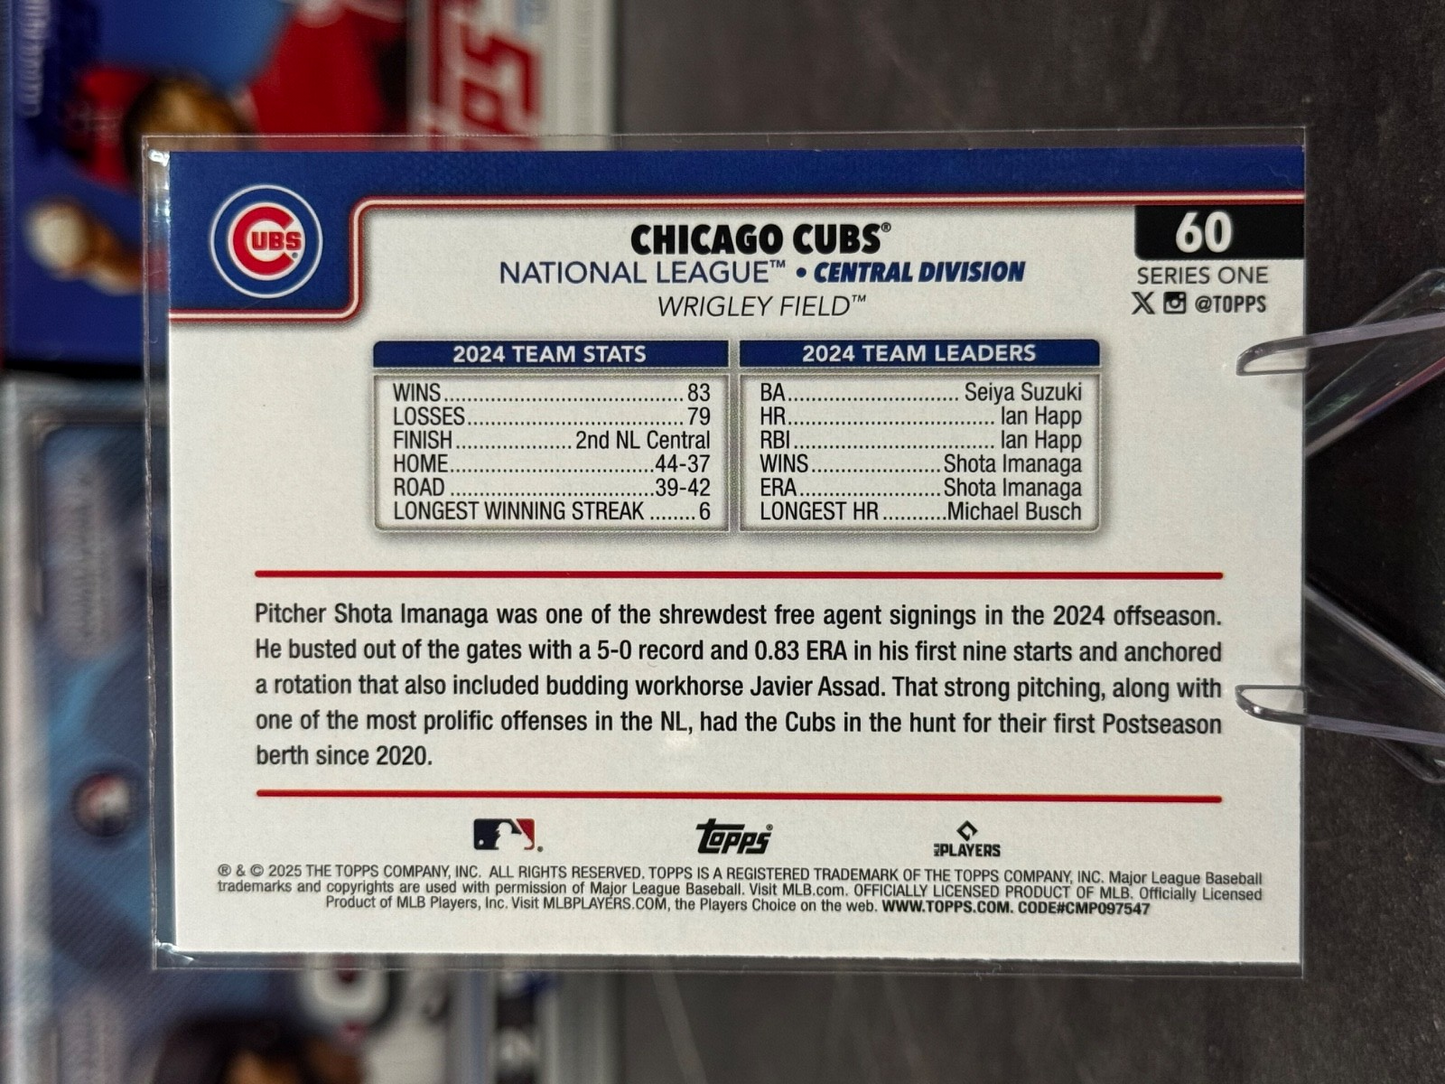 UBS
CHICAGO CUBS®
NATIONAL LEAGUE™ • CENTRAL DIVISION
WRIGLEY FIELD™
60
SERIES ONE
@TOPPS
2024 TEAM STATS
WINS........................................83
LOSSES....................................79
FINISH....................2nd NL Central
HOME..................................44-37
ROAD ..................................39-42
LONGEST WINNING STREAK ........6
2024 TEAM LEADERS
BA............................. Seiya Suzuki
HR................................... Ian Happ
RBI.................................. Ian Happ
WINS......................Shota Imanaga
ERA........................Shota Imanaga
LONGEST HR ...........Michael Busch
Pitcher Shota Imanaga was one of the shrewdest free agent signings in the 2024 offseason.
He busted out of the gates with a 5-0 record and 0.83 ERA in his first nine starts and anchored
a rotation that also included budding workhorse Javier Assad. That strong pitching, along with
one of the most prolific offenses in the NL, had the Cubs in the hunt for their first Postseason
berth since 2020.
topps®
PLAYERS
® & © 2025 THE TOPPS COMPANY, INC. ALL RIGHTS RESERVED. TOPPS IS A REGISTERED TRADEMARK OF THE TOPPS COMPANY, INC. Major League Baseball
trademarks and copyrights are used with permission of Major League Baseball. Visit MLB.com. OFFICIALLY LICENSED PRODUCT OF MLB. Officially Licensed
Product of MLB Players, Inc. Visit MLBPLAYERS.COM, the Players Choice on the web. WWW.TOPPS.COM. CODE#CMP097547